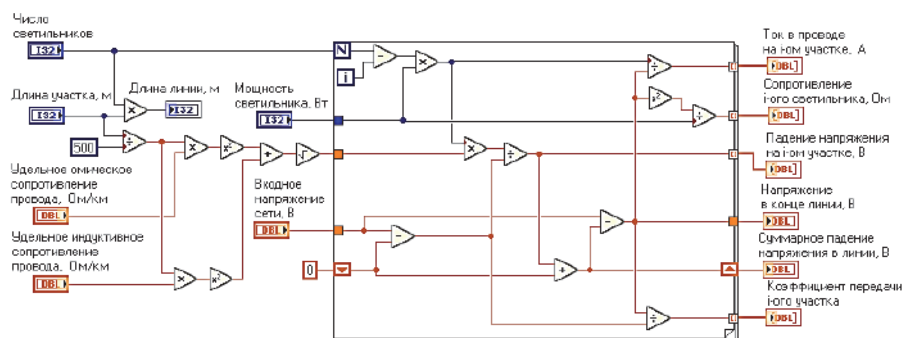 Число
светильников
I32
Длина участка, м
I32
Длина линии, м
I32
Мощность
светильника, Вт
I32
500
Удельное омическое
сопротивление
провода, Ом/км
DBL
Удельное индуктивное
сопротивление
провода, Ом/км
DBL
Входное
напряжение
сети, В
DBL
0
N
i
Ток в проводе
на i-ом участке, А
DBL
Сопротивление
i-ого светильника, Ом
DBL
Падение напряжения
на i-ом участке, В
DBL
Напряжение
в конце линии, В
DBL
Суммарное падение
напряжения в линии, В
DBL
Коэффициент передачи
i-ого участка
DBL